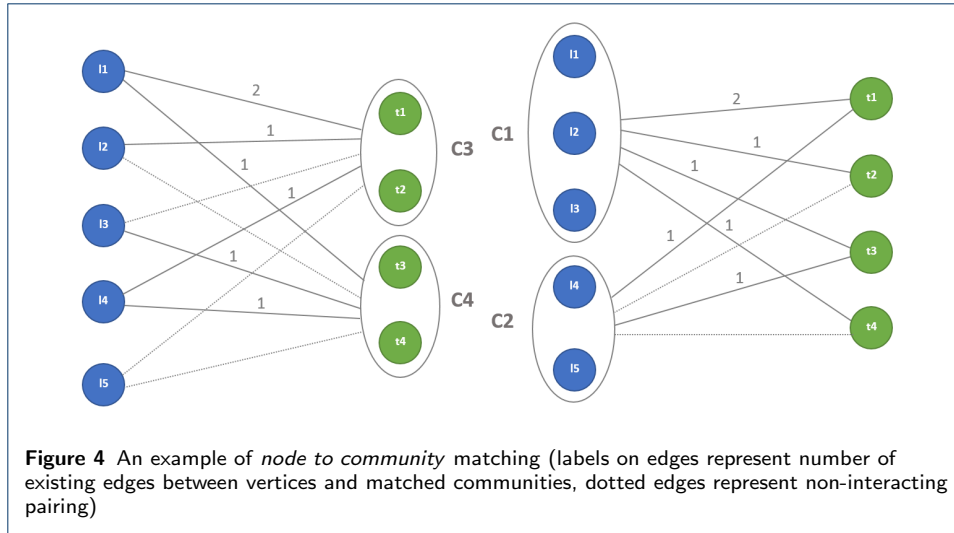 l1
l2
l3
l4
l5
2
1
1
1
1
1
t1
t2
C3
t3
t4
C4
C1
l1
l2
l3
C2
l4
l5
2
1
1
1
1
1
t1
t2
t3
t4
Figure 4 An example of node to community matching (labels on edges represent number of
existing edges between vertices and matched communities, dotted edges represent non-interacting
pairing)